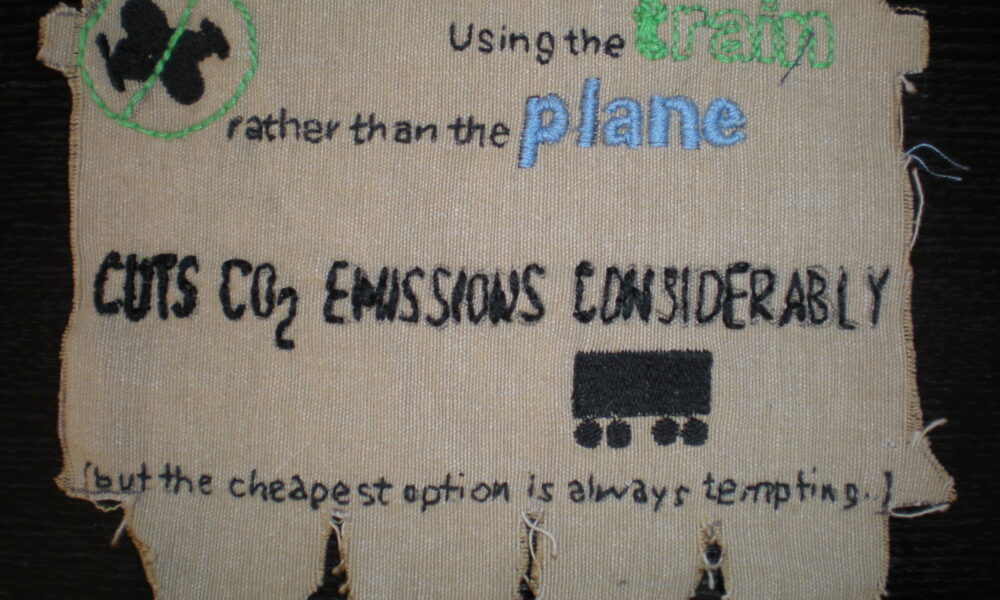 Using the train
rather than the plane
CUTS CO₂ EMISSIONS CONSIDERABLY
(but the cheapest option is always tempting.)